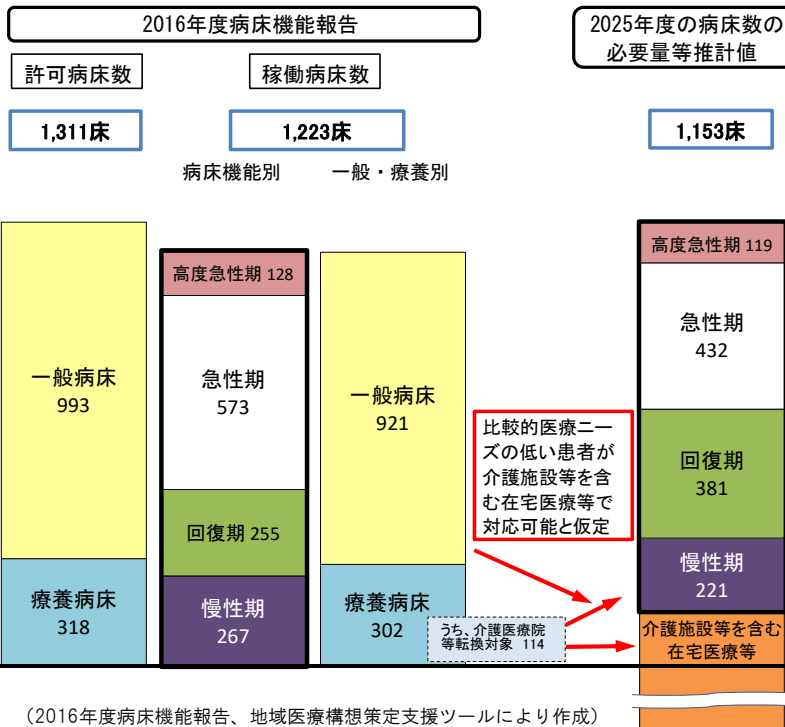 2016年度病床機能報告
2025年度の病床数の
必要量等推計値
許可病床数
稼働病床数
1,311床
1,223床
1,153床
病床機能別
一般・療養別
一般病床
993
療養病床
318
高度急性期 128
急性期
573
回復期 255
慢性期
267
一般病床
921
療養病床
302
比較的医療ニー
ズの低い患者が
介護施設等を含
む在宅医療等で
対応可能と仮定
うち、介護医療院
等転換対象 114
高度急性期 119
急性期
432
回復期
381
慢性期
221
介護施設等を含む
在宅医療等
（2016年度病床機能報告、地域医療構想策定支援ツールにより作成）